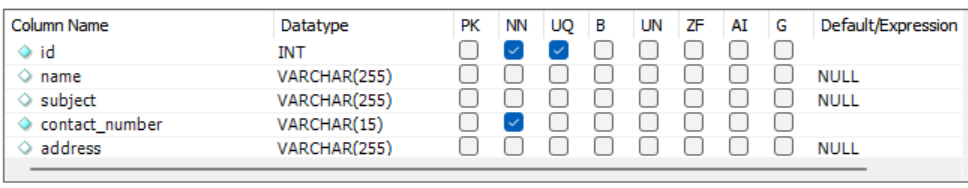 Column Name Datatype PK NN UQ B UN ZF AI G Default/Expression
id INT
name VARCHAR(255) NULL
subject VARCHAR(255) NULL
contact_number VARCHAR(15)
address VARCHAR(255) NULL